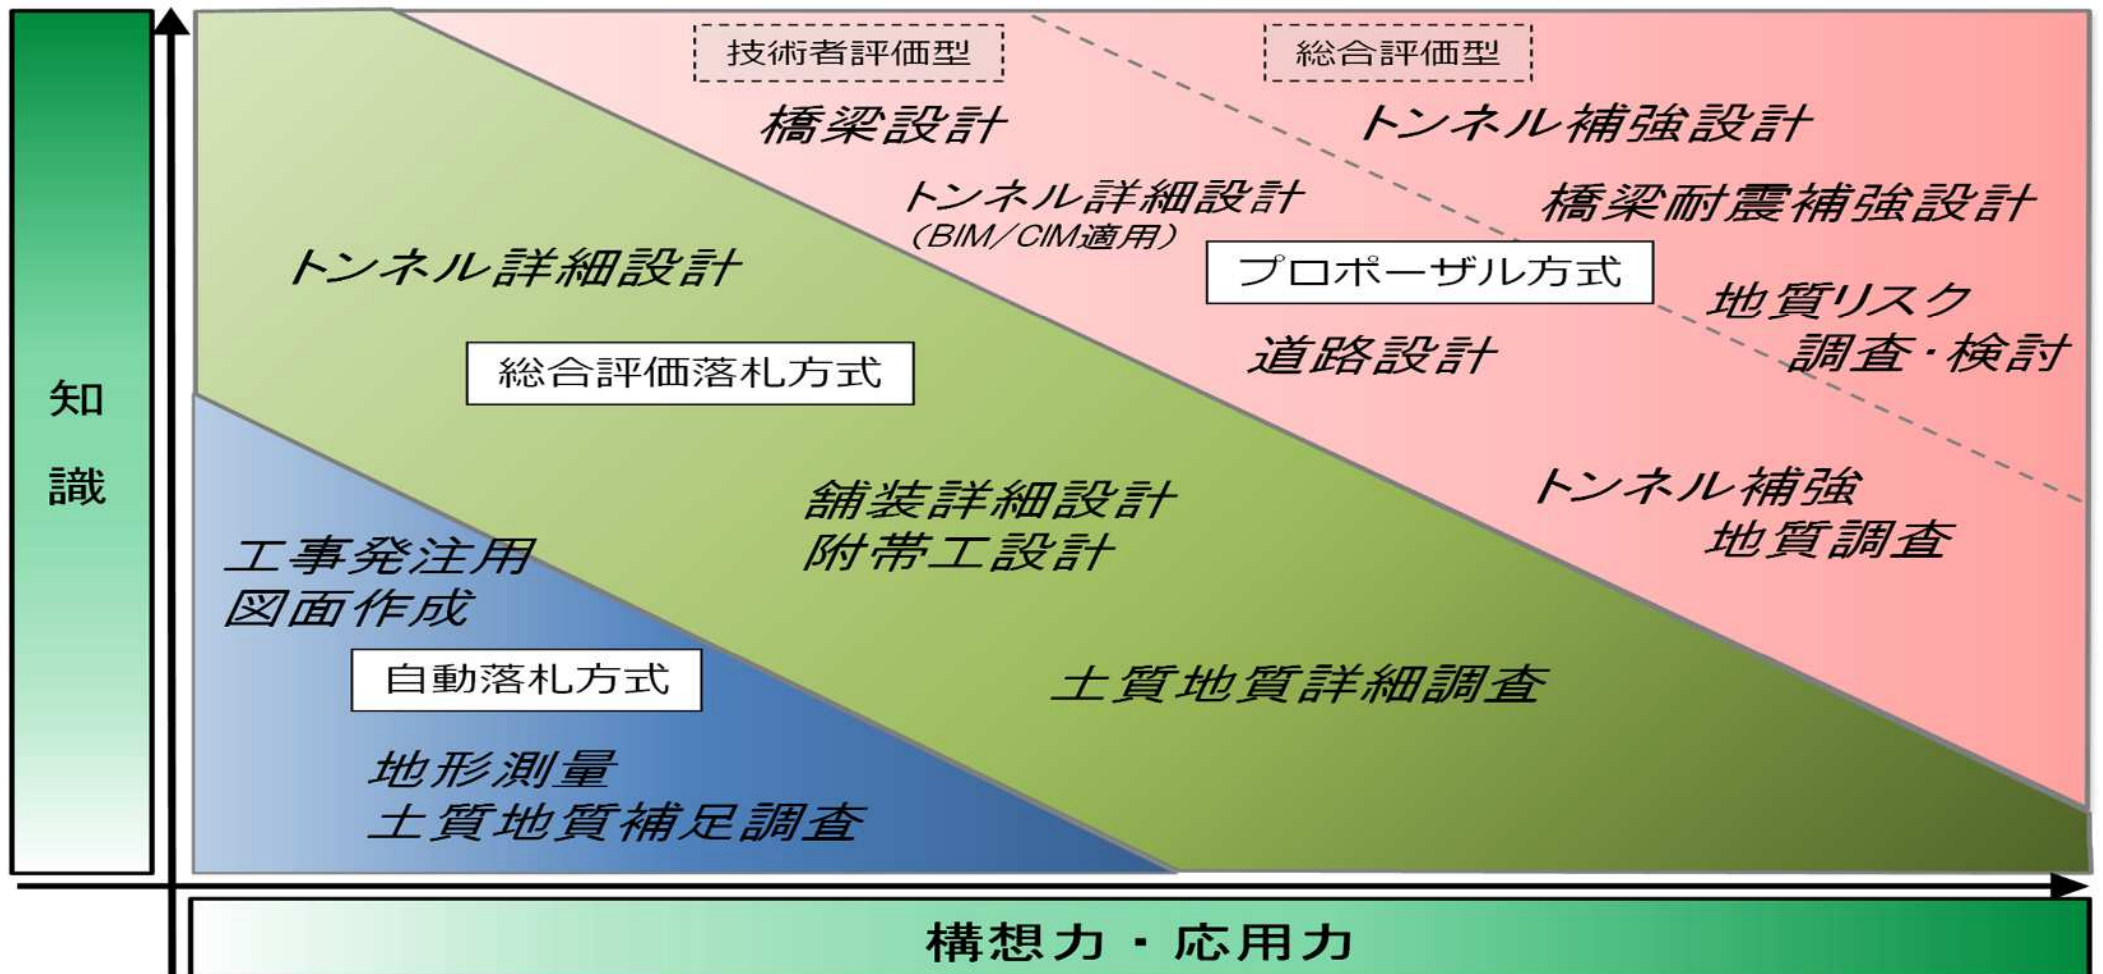 知
識
技術者評価型
総合評価型
橋梁設計
トンネル補強設計
トンネル詳細設計
（BIM/CIM適用）
橋梁耐震補強設計
プロポーザル方式
トンネル詳細設計
地質リスク
調査・検討
道路設計
総合評価落札方式
舗装詳細設計
附帯工設計
トンネル補強
地質調査
工事発注用
図面作成
自動落札方式
土質地質詳細調査
地形測量
土質地質補足調査
構想力・応用力